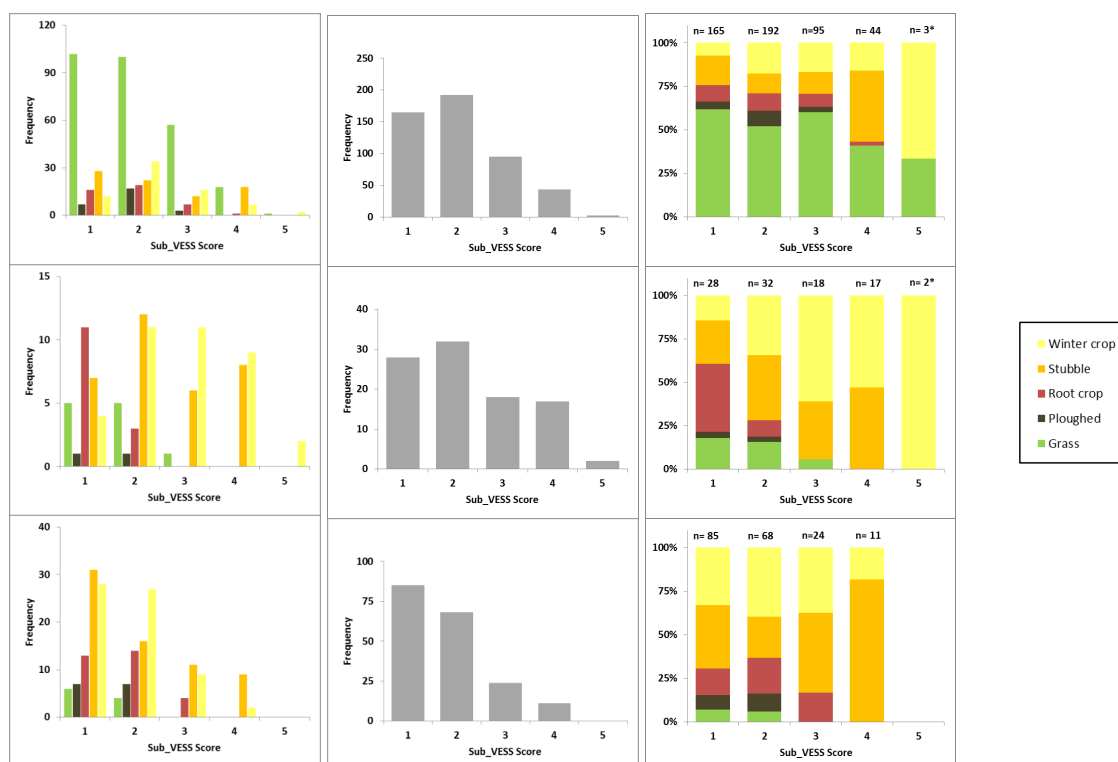 120
90
60
30
0
Frequency
1 2 3 4 5
Sub_VESS Score
250
200
150
100
50
0
Frequency
1 2 3 4 5
Sub_VESS Score
n= 165 n= 192 n=95 n= 44 n= 3*
100%
75%
50%
25%
0%
1 2 3 4 5
Sub_VESS Score
15
10
5
0
Frequency
1 2 3 4 5
Sub_VESS Score
40
30
20
10
0
Frequency
1 2 3 4 5
Sub_VESS Score
n= 28 n= 32 n=18 n= 17 n= 2*
100%
75%
50%
25%
0%
1 2 3 4 5
Sub_VESS Score
Winter crop
Stubble
Root crop
Ploughed
Grass
40
30
20
10
0
Frequency
1 2 3 4 5
Sub_VESS Score
100
75
50
25
0
Frequency
1 2 3 4 5
Sub_VESS Score
n= 85 n= 68 n=24 n= 11
100%
75%
50%
25%
0%
1 2 3 4 5
Sub_VESS Score